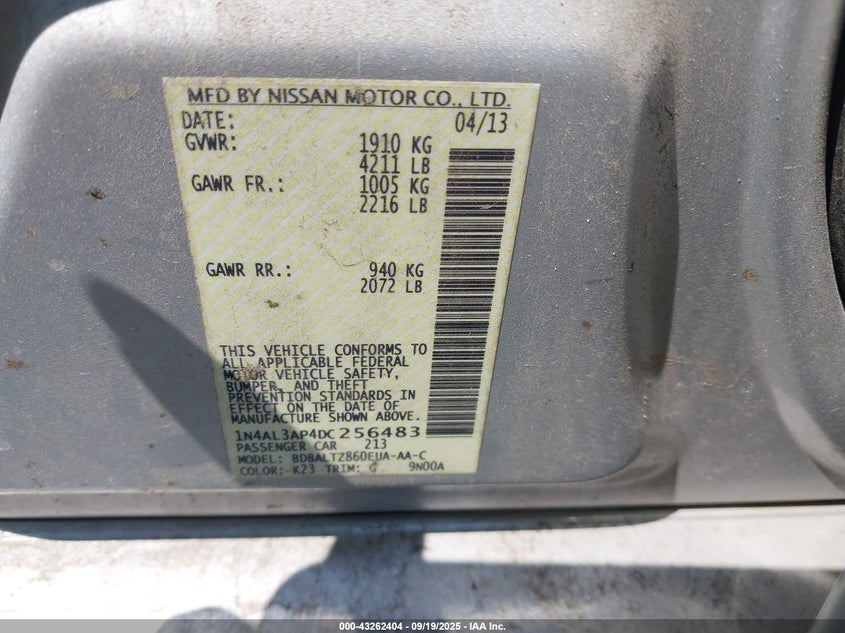 MFD BY NISSAN MOTOR CO., LTD.
DATE: 04/13
GVWR: 1910 KG
4211 LB
GAWR FR.: 1005 KG
2216 LB
GAWR RR.: 940 KG
2072 LB
THIS VEHICLE CONFORMS TO
ALL APPLICABLE FEDERAL
MOTOR VEHICLE SAFETY,
BUMPER, AND THEFT
PREVENTION STANDARDS IN
EFFECT ON THE DATE OF
MANUFACTURE SHOWN ABOVE.
1N4AL3AP4DC256483
PASSENGER CAR 213
MODEL: BDBALTZ860EUA-AA-C
COLOR: K23 TRIM: G 9N00A
000-43262404 - 09/19/2025 - IAA Inc.